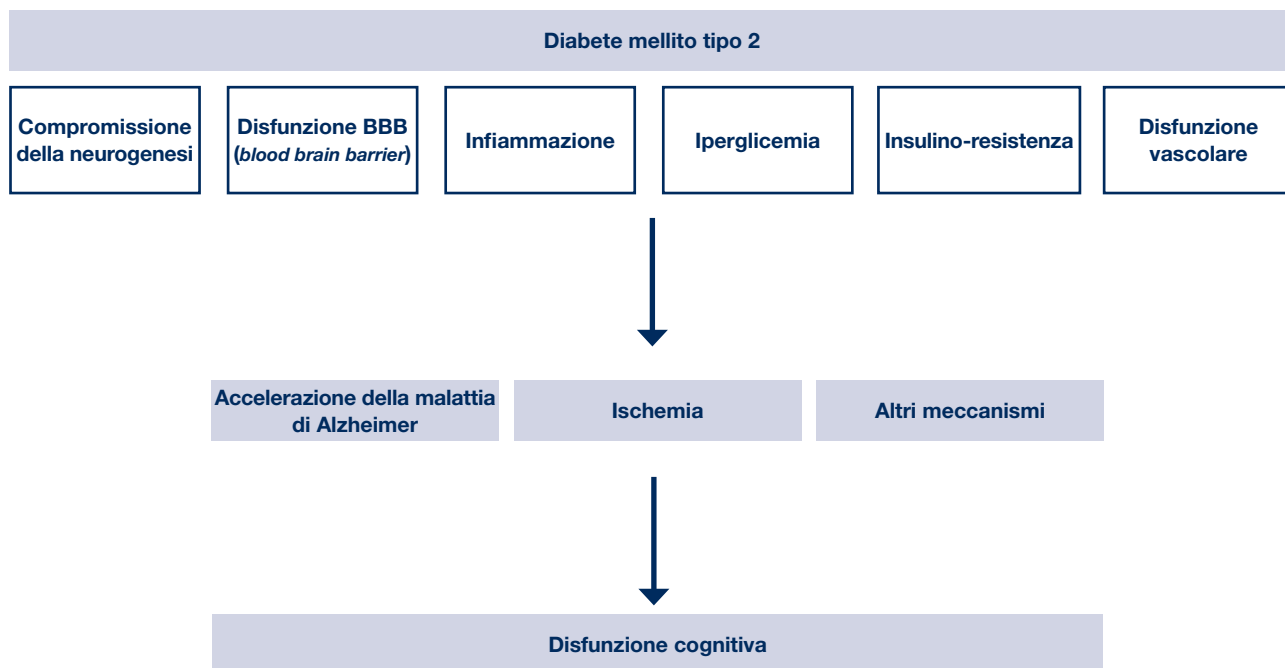 Diabete mellito tipo 2
Compromissione
della neurogenesi
Disfunzione BBB
(blood brain barrier)
Infiammazione
Iperglicemia
Insulino-resistenza
Disfunzione
vascolare
Accelerazione della malattia
di Alzheimer
Ischemia
Altri meccanismi
Disfunzione cognitiva